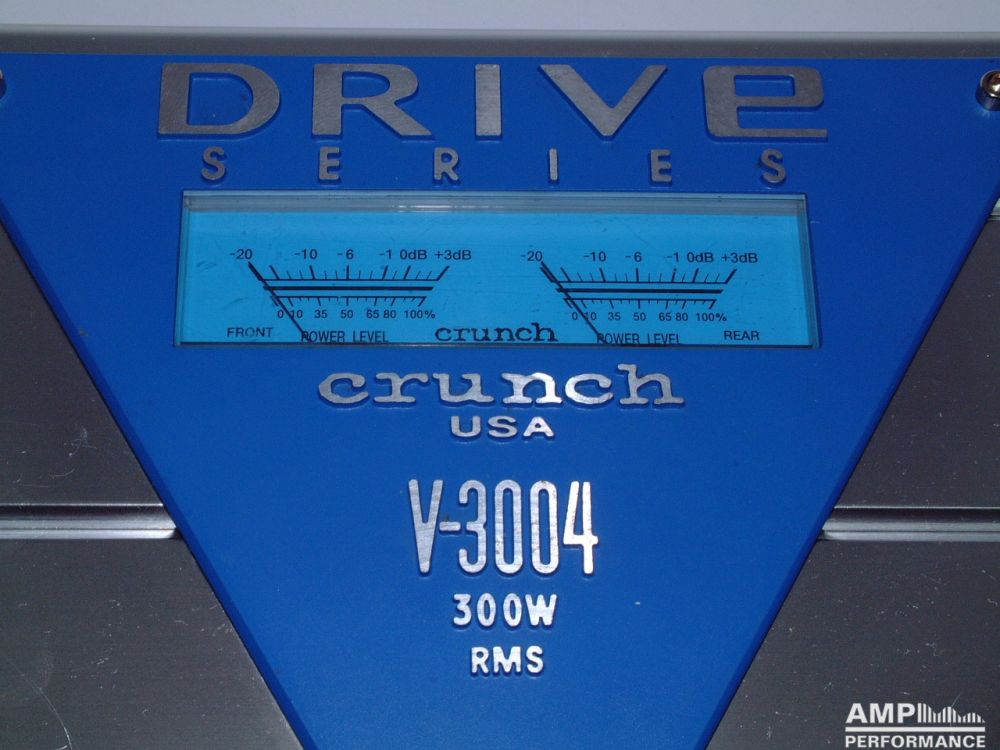 DRIVE
SERIES
-20 -10 -6 -1 0dB +3dB -20 -10 -6 -1 0dB +3dB
0 10 35 50 65 80 100% 0 10 35 50 65 80 100%
FRONT POWER LEVEL crunch POWER LEVEL REAR
crunch
USA
V-3004
300W
RMS
AMP
PERFORMANCE